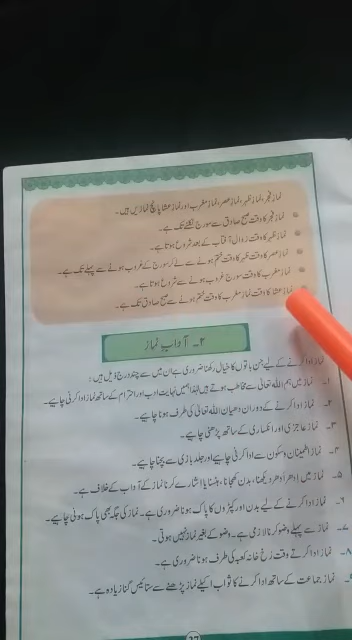 نماز فجر، نماز ظہر، نماز عصر، نماز مغرب اور نماز عشا پانچ نمازیں ہیں۔
نماز فجر کا وقت صبح صادق سے سورج نکلنے تک ہے۔
نماز ظہر کا وقت زوال آفتاب کے بعد شروع ہوتا ہے۔
نماز عصر کا وقت ظہر کا وقت ختم ہونے سے لے کر سورج کے غروب ہونے سے پہلے تک ہے۔
نماز مغرب کا وقت سورج غروب ہونے سے شروع ہوتا ہے۔
نماز عشا کا وقت نماز مغرب کا وقت ختم ہونے سے صبح صادق تک ہے۔
۲۔ آدابِ نماز
نماز ادا کرنے کے لیے جن باتوں کا خیال رکھنا ضروری ہے ان میں سے چند درج ذیل ہیں:
۱۔ نماز میں ہم اللہ تعالیٰ سے مخاطب ہوتے ہیں لہٰذا ہمیں نہایت ادب اور احترام کے ساتھ نماز ادا کرنی چاہیے۔
۲۔ نماز ادا کرنے کے دوران دھیان اللہ تعالیٰ کی طرف ہونا چاہیے۔
۳۔ نماز عاجزی اور انکساری کے ساتھ پڑھنی چاہیے۔
۴۔ نماز اطمینان و سکون سے ادا کرنی چاہیے اور جلد بازی سے بچنا چاہیے۔
۵۔ نماز میں اِدھر اُدھر دیکھنا، بدن کھجانا، ہنسنا یا اشارے کرنا نماز کے آداب کے خلاف ہے۔
۶۔ نماز ادا کرنے کے لیے بدن اور کپڑوں کا پاک ہونا ضروری ہے۔ نماز کی جگہ بھی پاک ہونی چاہیے۔
۷۔ نماز سے پہلے وضو کرنا لازمی ہے۔ وضو کے بغیر نماز نہیں ہوتی۔
۸۔ نماز ادا کرتے وقت رُخ خانہ کعبہ کی طرف ہونا ضروری ہے۔
نماز جماعت کے ساتھ ادا کرنے کا ثواب اکیلے نماز پڑھنے سے ستائیس گنا زیادہ ہے۔